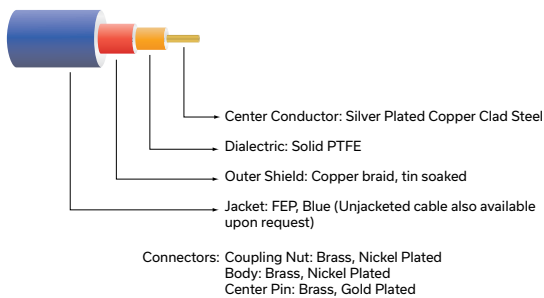 Center Conductor: Silver Plated Copper Clad Steel
Dialectric: Solid PTFE
Outer Shield: Copper braid, tin soaked
Jacket: FEP, Blue (Unjacketed cable also available
upon request)
Connectors: Coupling Nut: Brass, Nickel Plated
Body: Brass, Nickel Plated
Center Pin: Brass, Gold Plated